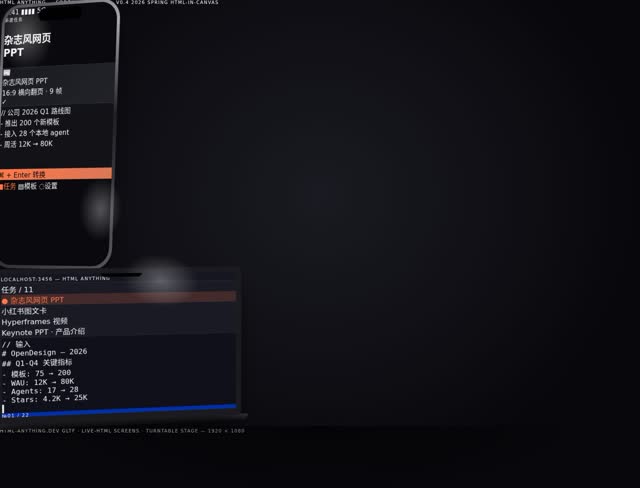 V0.4 2026 SPRING HTML-IN-CANVAS
杂志风网页
PPT
杂志风网页 PPT
16:9 横向翻页 · 9 帧
✓
// 公司 2026 Q1 路线图
- 推出 200 个新模板
- 接入 28 个本地 agent
- 周活 12K → 80K
⌘ + Enter 转换
任务 ▤模板 ◌设置
LOCALHOST:3456 — HTML ANYTHING
任务 / 11
● 杂志风网页 PPT
小红书图文卡
Hyperframes 视频
Keynote PPT · 产品介绍
// 输入
# OpenDesign — 2026
## Q1-Q4 关键指标
- 模板: 75 → 200
- WAU: 12K → 80K
- Agents: 17 → 28
- Stars: 4.2K → 25K
№01 / 22
HTML-ANYTHING.DEV GLTF · LIVE-HTML SCREENS · TURNTABLE STAGE — 1920 × 1080